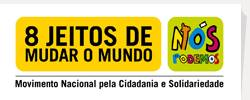 8 JEITOS DE
MUDAR O MUNDO
NÓS
PODEMOS
Movimento Nacional pela Cidadania e Solidariedade